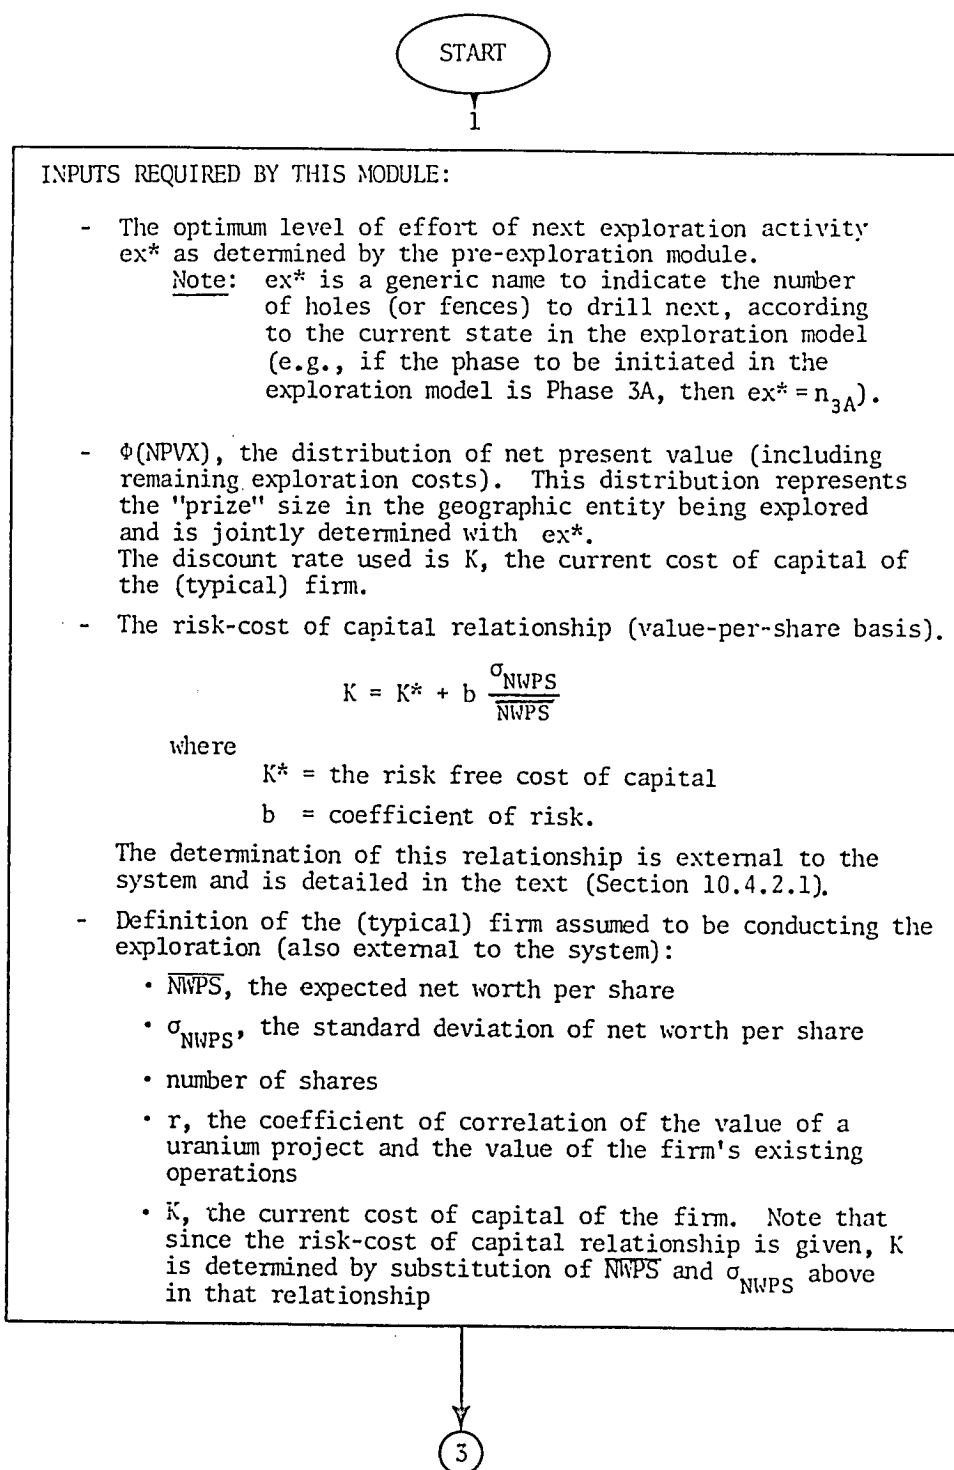 START
1
INPUTS REQUIRED BY THIS MODULE:
- The optimum level of effort of next exploration activity
ex* as determined by the pre-exploration module.
Note: ex* is a generic name to indicate the number
of holes (or fences) to drill next, according
to the current state in the exploration model
(e.g., if the phase to be initiated in the
exploration model is Phase 3A, then ex* = n_3A).
- Φ(NPVX), the distribution of net present value (including
remaining exploration costs). This distribution represents
the "prize" size in the geographic entity being explored
and is jointly determined with ex*.
The discount rate used is K, the current cost of capital of
the (typical) firm.
- The risk-cost of capital relationship (value-per-share basis).
K = K* + b σ_NWPS / N̅W̅P̅S̅
where
K* = the risk free cost of capital
b = coefficient of risk.
The determination of this relationship is external to the
system and is detailed in the text (Section 10.4.2.1).
- Definition of the (typical) firm assumed to be conducting the
exploration (also external to the system):
• N̅W̅P̅S̅, the expected net worth per share
• σ_NWPS, the standard deviation of net worth per share
• number of shares
• r, the coefficient of correlation of the value of a
uranium project and the value of the firm's existing
operations
• K, the current cost of capital of the firm. Note that
since the risk-cost of capital relationship is given, K
is determined by substitution of N̅W̅P̅S̅ and σ_NWPS above
in that relationship
3